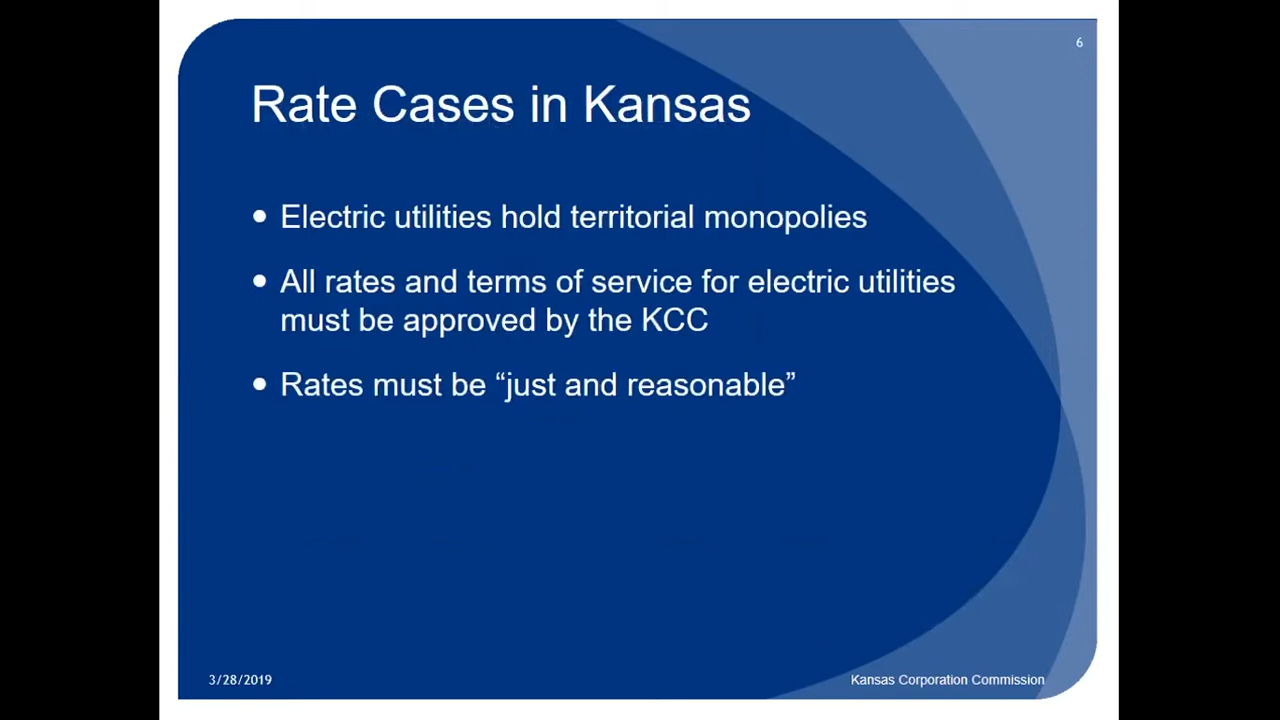 6
Rate Cases in Kansas
• Electric utilities hold territorial monopolies
• All rates and terms of service for electric utilities
must be approved by the KCC
• Rates must be “just and reasonable”
3/28/2019
Kansas Corporation Commission